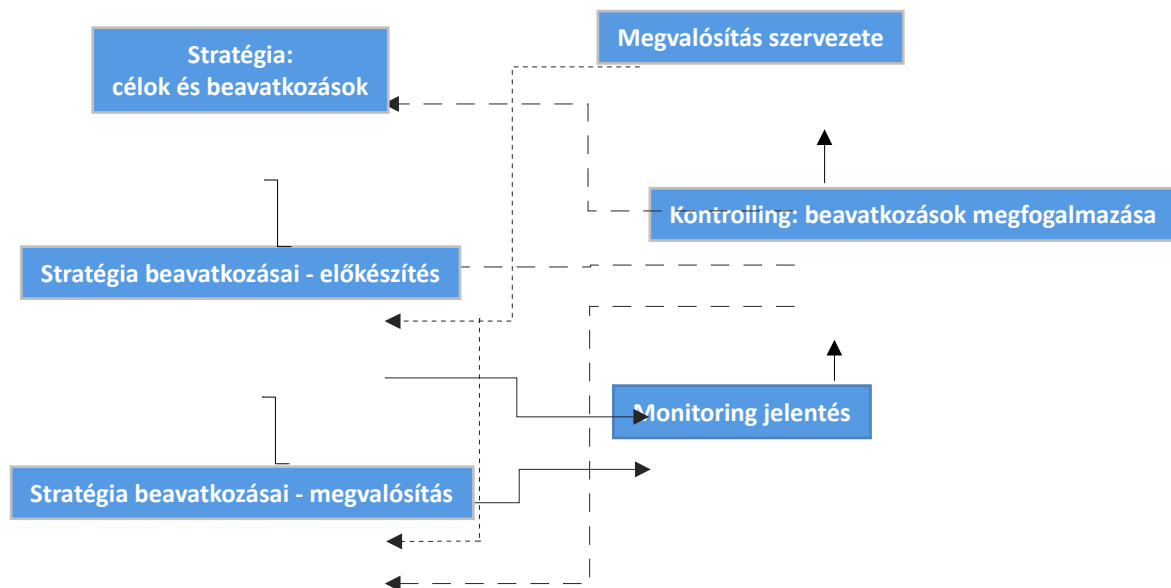 Stratégia:
célok és beavatkozások
Megvalósítás szervezete
Kontrolling: beavatkozások megfogalmazása
Stratégia beavatkozásai - előkészítés
Monitoring jelentés
Stratégia beavatkozásai - megvalósítás